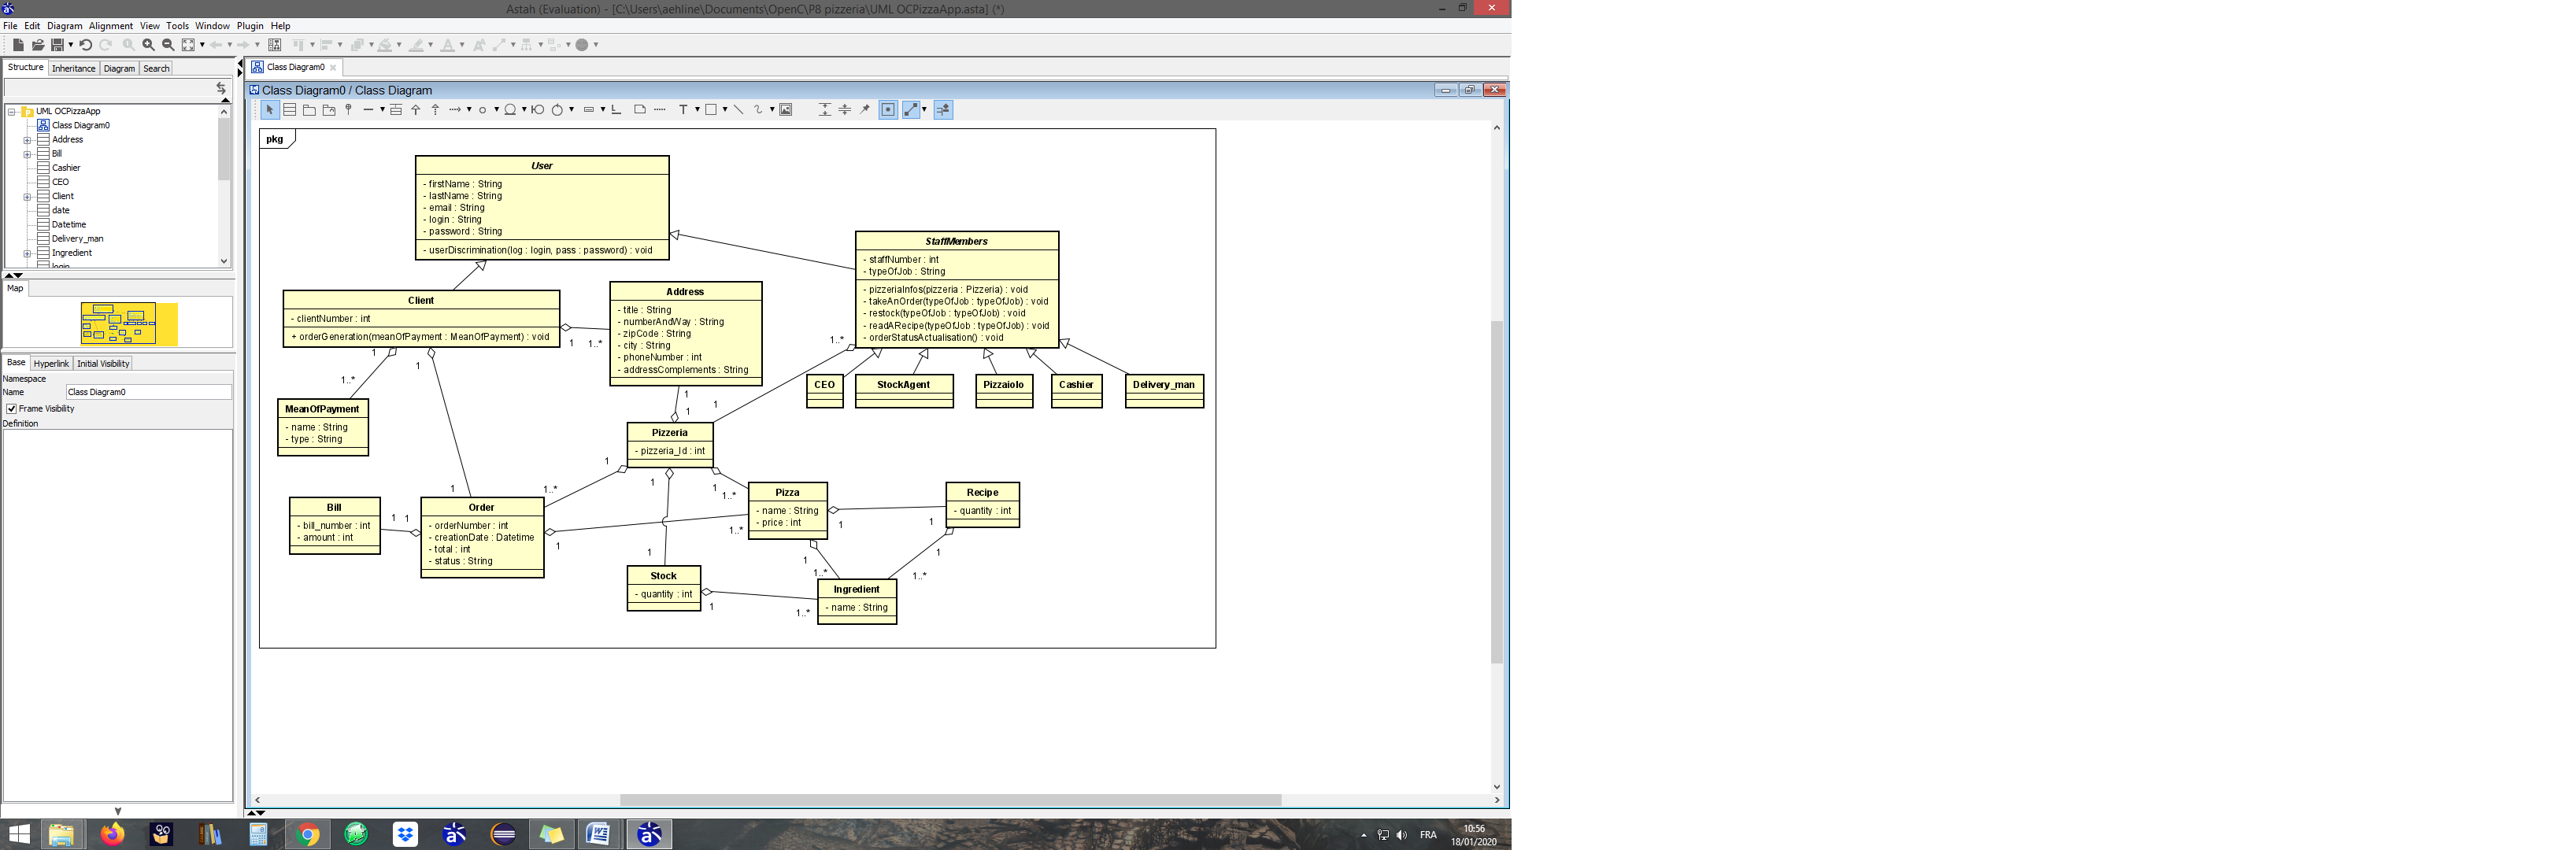 Astah (Evaluation) - [C:\Users\aehline\Documents\OpenC\P8 pizzeria\UML OCPizzaApp.asta] (*)
File Edit Diagram Alignment View Tools Window Plugin Help
Structure Inheritance Diagram Search
UML OCPizzaApp
Class Diagram0
Address
Bill
Cashier
CEO
Client
date
Datetime
Delivery_man
Ingredient
login
Map
Base Hyperlink Initial Visibility
Namespace
Name Class Diagram0
Frame Visibility
Definition
Class Diagram0
Class Diagram0 / Class Diagram
pkg
User
- firstName : String
- lastName : String
- email : String
- login : String
- password : String
- userDiscrimination(log : login, pass : password) : void
StaffMembers
- staffNumber : int
- typeOfJob : String
- pizzeriaInfos(pizzeria : Pizzeria) : void
- takeAnOrder(typeOfJob : typeOfJob) : void
- restock(typeOfJob : typeOfJob) : void
- readARecipe(typeOfJob : typeOfJob) : void
- orderStatusActualisation() : void
Client
- clientNumber : int
+ orderGeneration(meanOfPayment : MeanOfPayment) : void
Address
- title : String
- numberAndWay : String
- zipCode : String
- city : String
- phoneNumber : int
- addressComplements : String
1
1..*
1
1..*
1
1..*
1
CEO
StockAgent
Pizzaiolo
Cashier
Delivery_man
MeanOfPayment
- name : String
- type : String
1
1
Pizzeria
- pizzeria_Id : int
1
1..*
1
1
1..*
1
Bill
- bill_number : int
- amount : int
1
1
Order
- orderNumber : int
- creationDate : Datetime
- total : int
- status : String
1
1..*
Pizza
- name : String
- price : int
1
1
Recipe
- quantity : int
1
1..*
1
1..*
1
Stock
- quantity : int
1
1..*
Ingredient
- name : String
FRA
10:56
18/01/2020